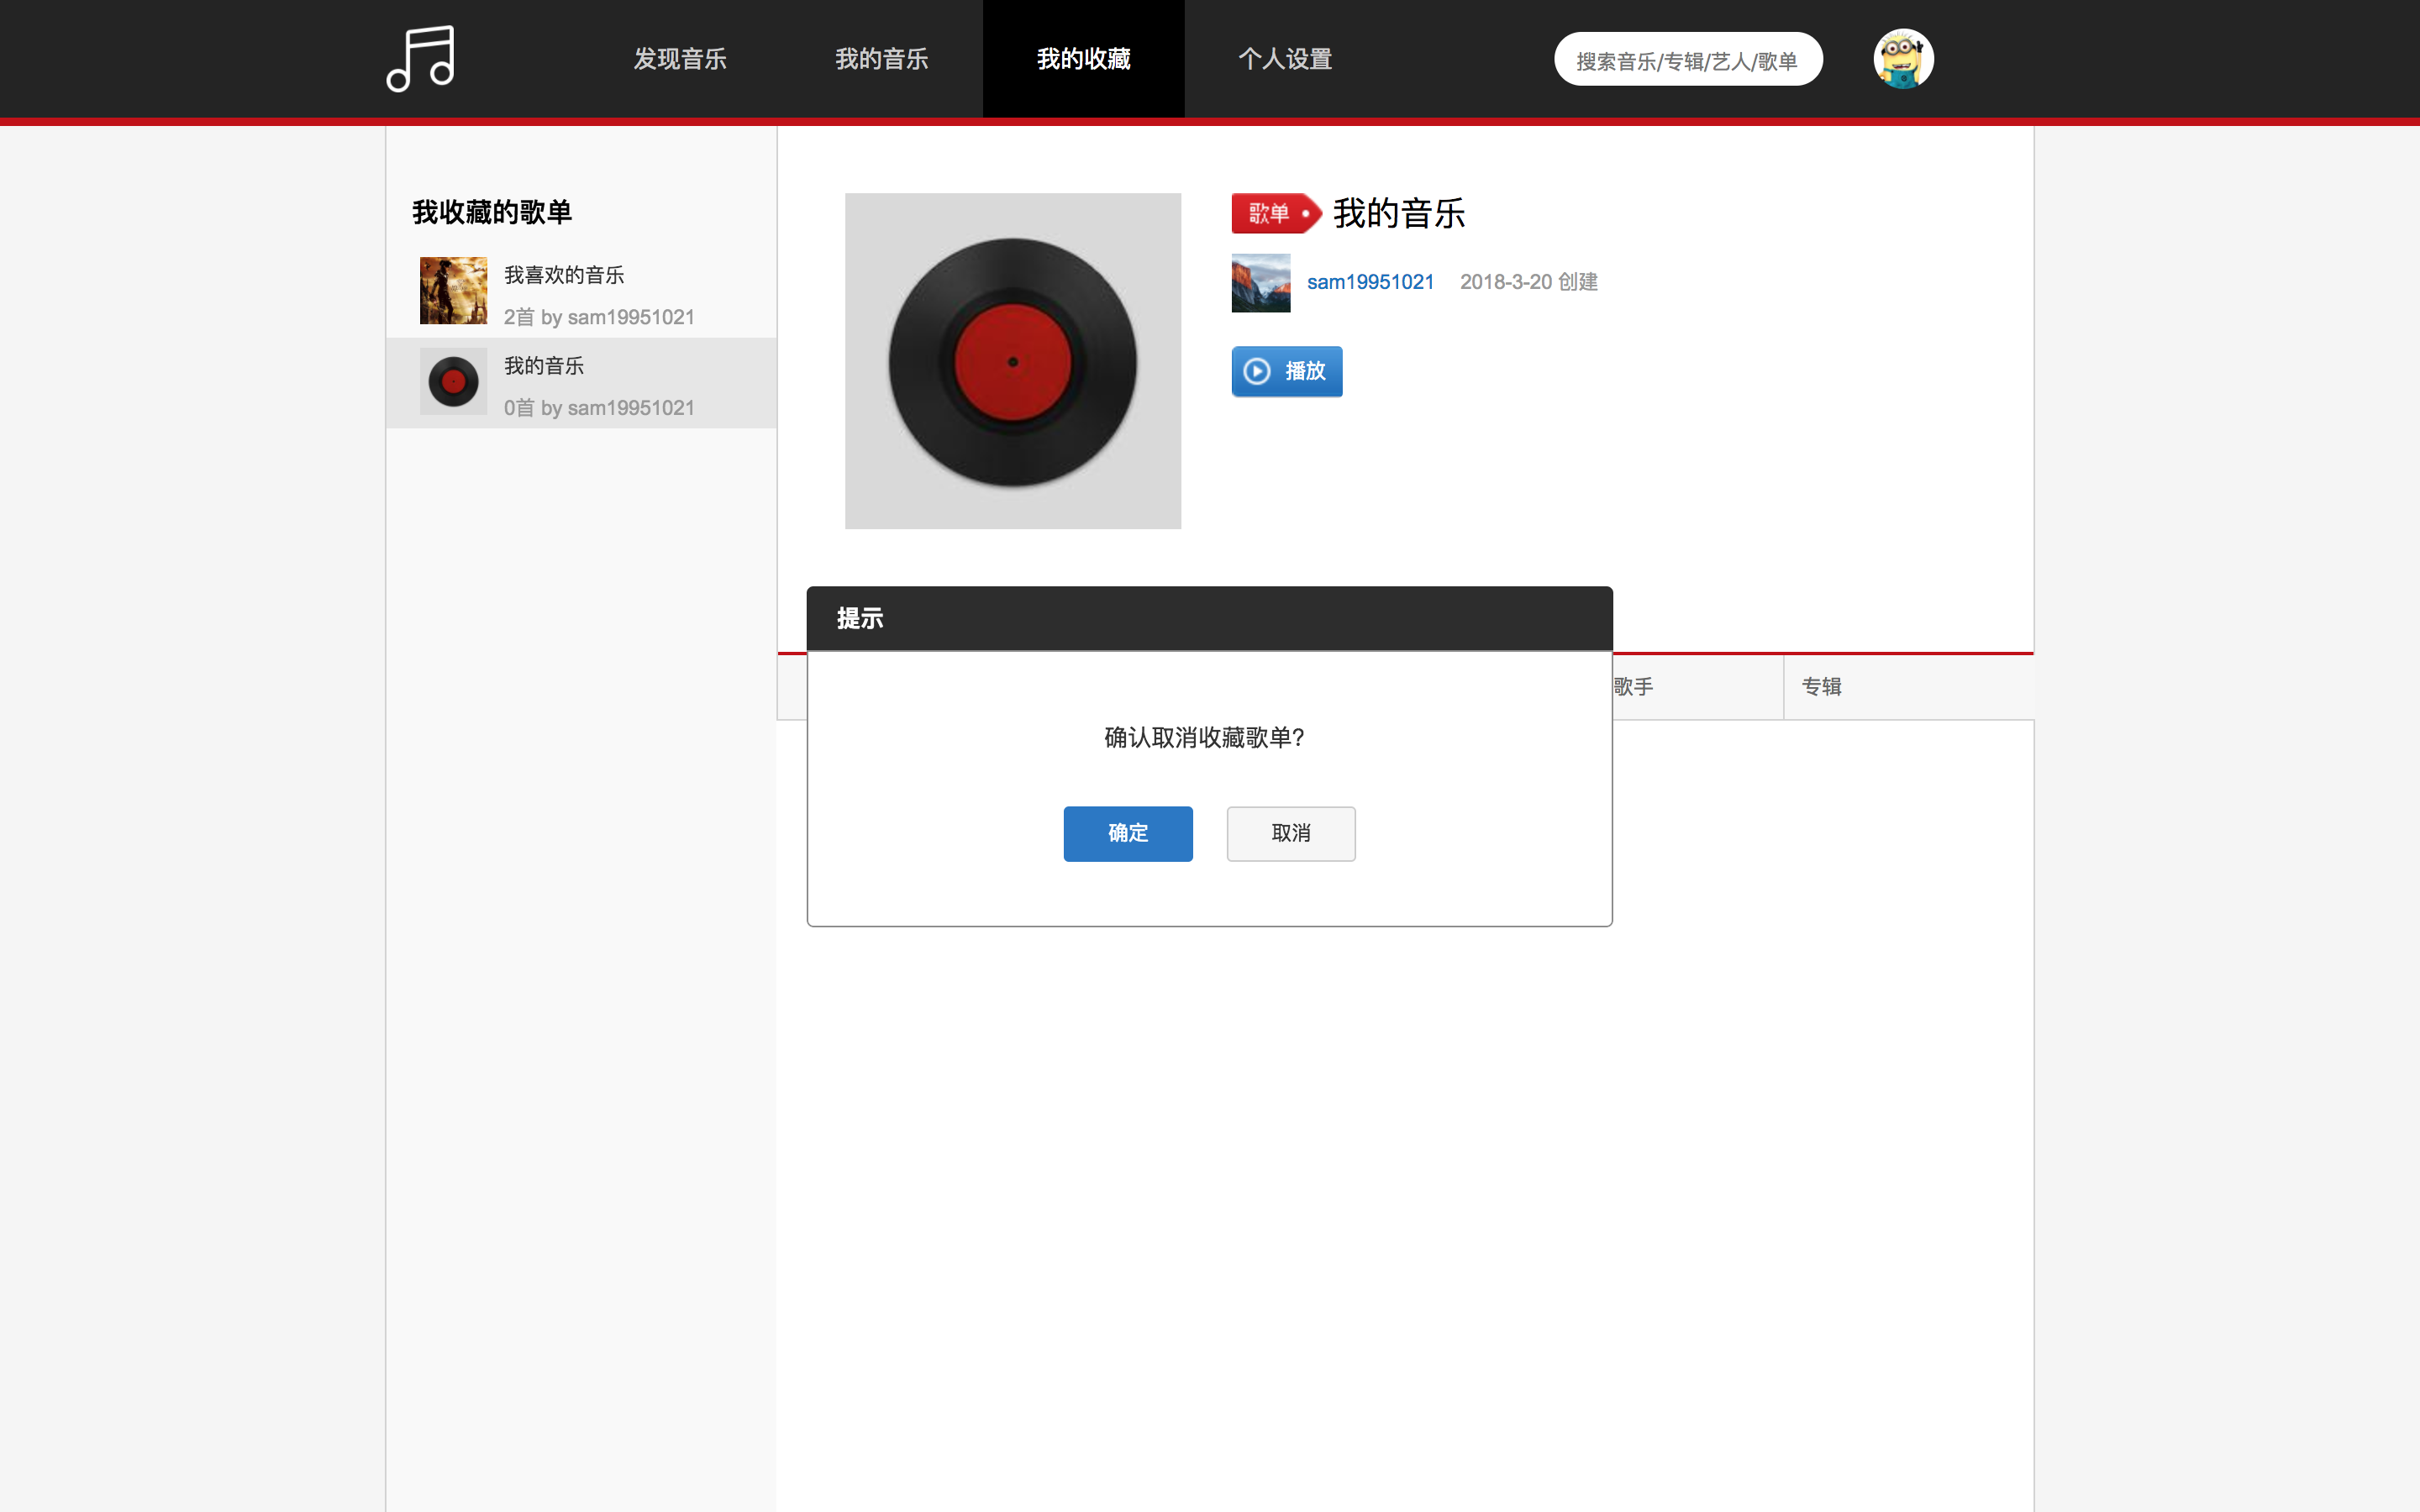 发现音乐
我的音乐
我的收藏
个人设置
搜索音乐/专辑/艺人/歌单
我收藏的歌单
我喜欢的音乐
2首 by sam19951021
我的音乐
0首 by sam19951021
歌单
我的音乐
sam19951021 2018-3-20 创建
播放
提示
歌手
专辑
确认取消收藏歌单?
确定
取消